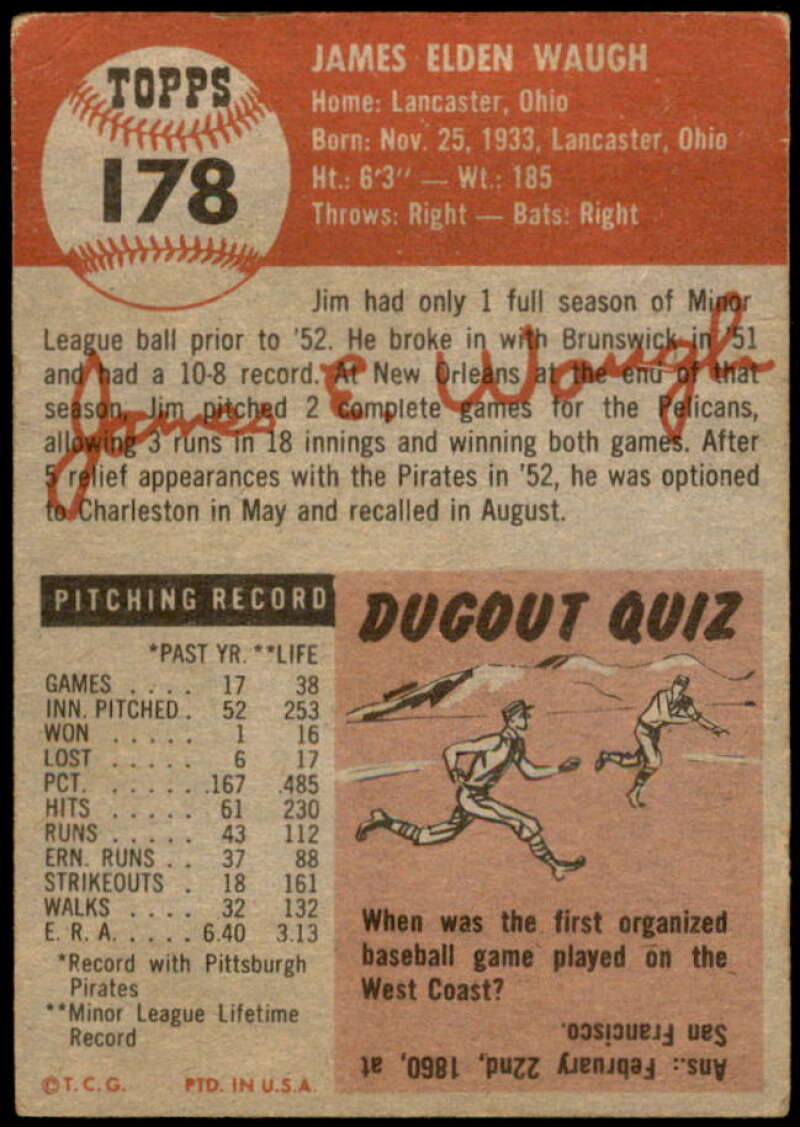 TOPPS
178
JAMES ELDEN WAUGH
Home: Lancaster, Ohio
Born: Nov. 25, 1933, Lancaster, Ohio
Ht.: 6'3" — Wt.: 185
Throws: Right — Bats: Right
Jim had only 1 full season of Minor
League ball prior to '52. He broke in with Brunswick in '51
and had a 10-8 record. At New Orleans at the end of that
season, Jim pitched 2 complete games for the Pelicans,
allowing 3 runs in 18 innings and winning both games. After
5 relief appearances with the Pirates in '52, he was optioned
to Charleston in May and recalled in August.
James E. Waugh
PITCHING RECORD
*PAST YR. **LIFE
GAMES . . . . 17 38
INN. PITCHED . 52 253
WON . . . . . 1 16
LOST . . . . . 6 17
PCT. . . . . . .167 .485
HITS . . . . . 61 230
RUNS . . . . . 43 112
ERN. RUNS . . 37 88
STRIKEOUTS . 18 161
WALKS . . . . 32 132
E. R. A. . . . . 6.40 3.13
*Record with Pittsburgh
Pirates
**Minor League Lifetime
Record
©T.C.G. PTD. IN U.S.A.
DUGOUT QUIZ
When was the first organized
baseball game played on the
West Coast?
Ans.: February 22nd, 1860, at
San Francisco.